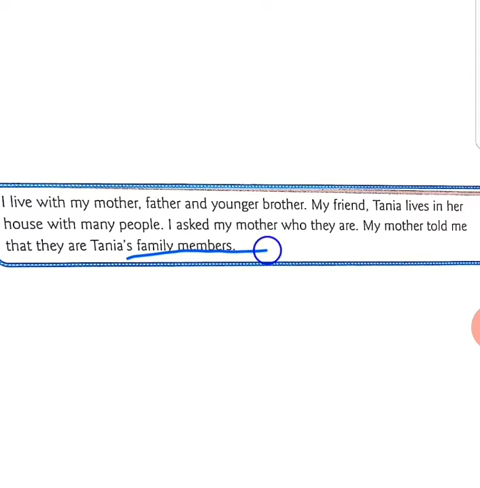 I live with my mother, father and younger brother. My friend, Tania lives in her
house with many people. I asked my mother who they are. My mother told me
that they are Tania's family members.